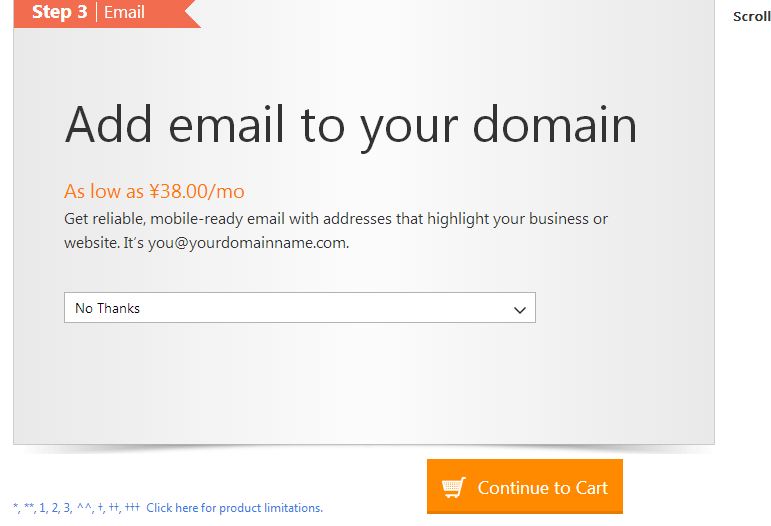 Step 3 | Email
Scroll
Add email to your domain
As low as ¥38.00/mo
Get reliable, mobile-ready email with addresses that highlight your business or
website. It's you@yourdomainname.com.
No Thanks
Continue to Cart
*, **, 1, 2, 3, ^^, †, ††, ††† Click here for product limitations.